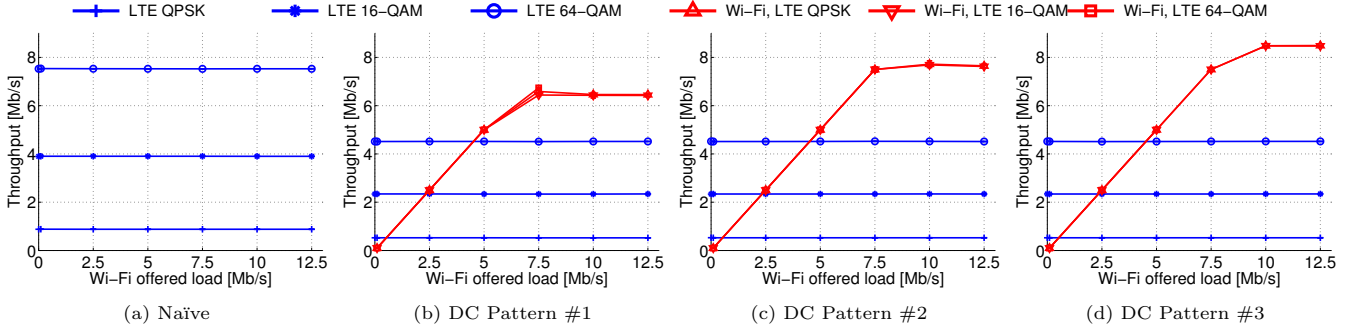 LTE QPSK LTE 16−QAM LTE 64−QAM Wi−Fi, LTE QPSK Wi−Fi, LTE 16−QAM Wi−Fi, LTE 64−QAM
Throughput [Mb/s]
8
6
4
2
0
0 2.5 5 7.5 10 12.5
Wi−Fi offered load [Mb/s]
(a) Naïve
Throughput [Mb/s]
8
6
4
2
0
0 2.5 5 7.5 10 12.5
Wi−Fi offered load [Mb/s]
(b) DC Pattern #1
Throughput [Mb/s]
8
6
4
2
0
0 2.5 5 7.5 10 12.5
Wi−Fi offered load [Mb/s]
(c) DC Pattern #2
Throughput [Mb/s]
8
6
4
2
0
0 2.5 5 7.5 10 12.5
Wi−Fi offered load [Mb/s]
(d) DC Pattern #3